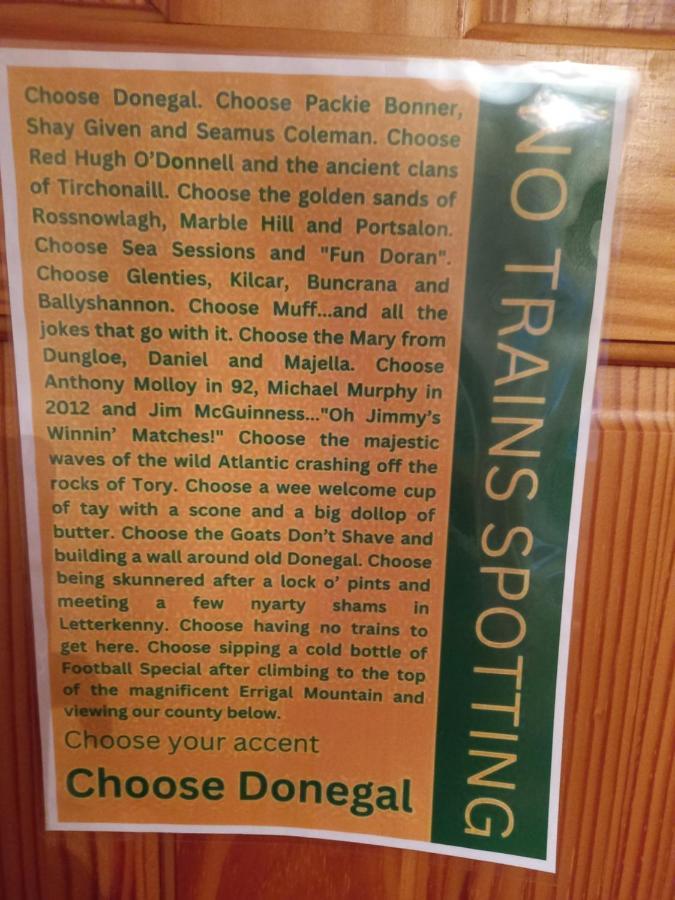 Choose Donegal. Choose Packie Bonner,
Shay Given and Seamus Coleman. Choose
Red Hugh O'Donnell and the ancient clans
of Tirchonaill. Choose the golden sands of
Rossnowlagh, Marble Hill and Portsalon.
Choose Sea Sessions and "Fun Doran".
Choose Glenties, Kilcar, Buncrana and
Ballyshannon. Choose Muff...and all the
jokes that go with it. Choose the Mary from
Dungloe, Daniel and Majella. Choose
Anthony Molloy in 92, Michael Murphy in
2012 and Jim McGuinness..."Oh Jimmy's
Winnin' Matches!" Choose the majestic
waves of the wild Atlantic crashing off the
rocks of Tory. Choose a wee welcome cup
of tay with a scone and a big dollop of
butter. Choose the Goats Don't Shave and
building a wall around old Donegal. Choose
being skunnered after a lock o' pints and
meeting a few nyarty shams in
Letterkenny. Choose having no trains to
get here. Choose sipping a cold bottle of
Football Special after climbing to the top
of the magnificent Errigal Mountain and
viewing our county below.
Choose your accent
Choose Donegal
NO TRAINS SPOTTING